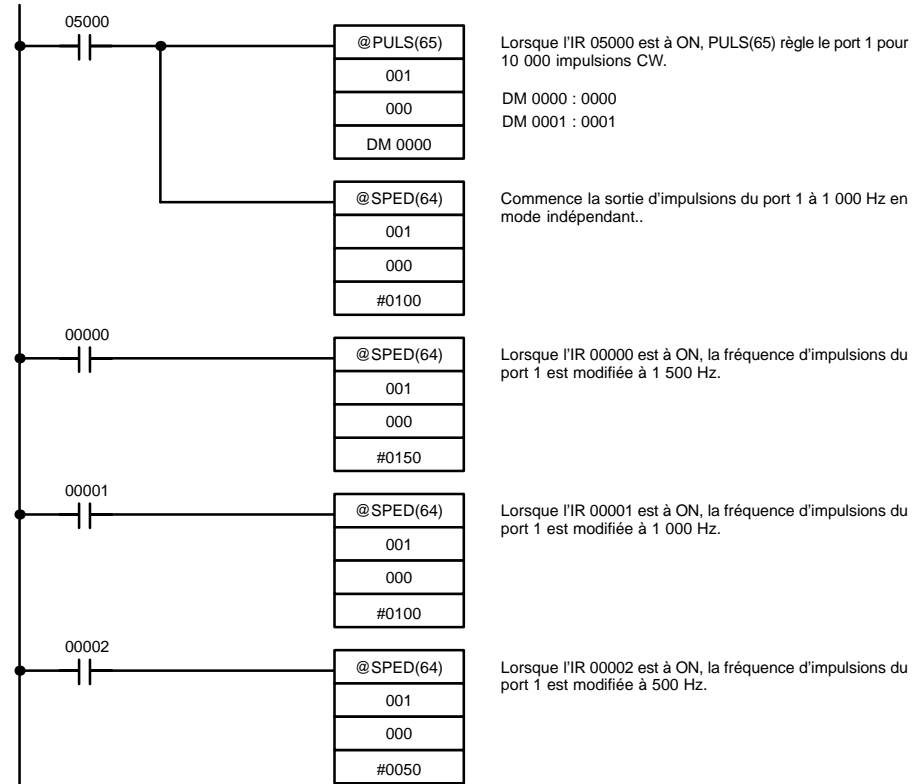 05000
@PULS(65)
001
000
DM 0000
Lorsque l'IR 05000 est à ON, PULS(65) règle le port 1 pour
10 000 impulsions CW.
DM 0000 : 0000
DM 0001 : 0001
@SPED(64)
001
000
#0100
Commence la sortie d'impulsions du port 1 à 1 000 Hz en
mode indépendant..
00000
@SPED(64)
001
000
#0150
Lorsque l'IR 00000 est à ON, la fréquence d'impulsions du
port 1 est modifiée à 1 500 Hz.
00001
@SPED(64)
001
000
#0100
Lorsque l'IR 00001 est à ON, la fréquence d'impulsions du
port 1 est modifiée à 1 000 Hz.
00002
@SPED(64)
001
000
#0050
Lorsque l'IR 00002 est à ON, la fréquence d'impulsions du
port 1 est modifiée à 500 Hz.